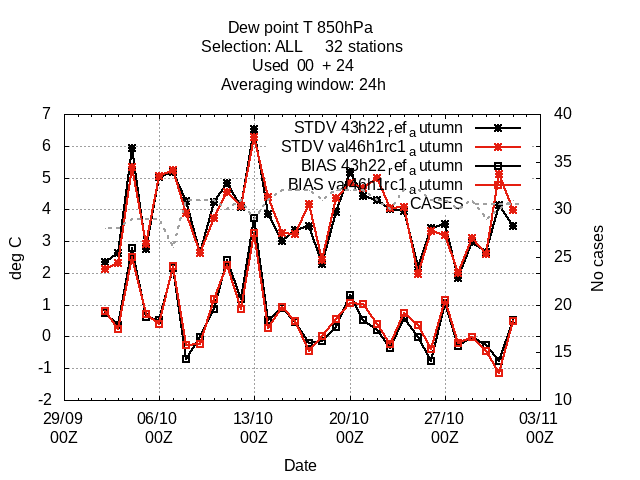 Dew point T 850hPa
Selection: ALL 32 stations
Used 00 + 24
Averaging window: 24h
STDV 43h22_ref_autumn
STDV val46h1rc1_autumn
BIAS 43h22_ref_autumn
BIAS val46h1rc1_autumn
CASES
deg C
7
6
5
4
3
2
1
0
-1
-2
No cases
40
35
30
25
20
15
10
29/09 06/10 13/10 20/10 27/10 03/11
00Z 00Z 00Z 00Z 00Z 00Z
Date